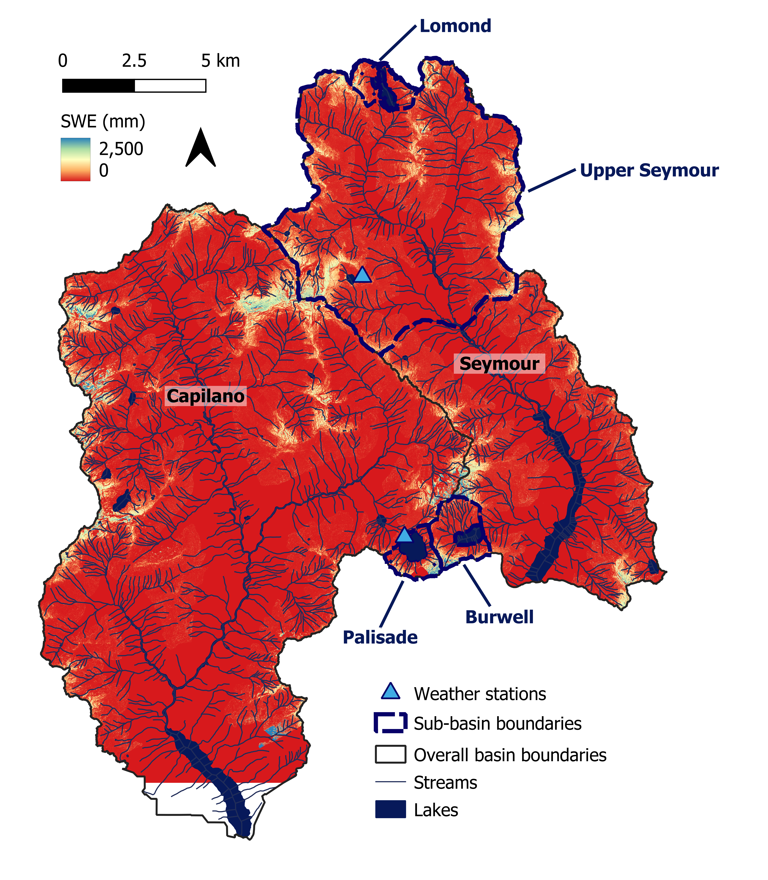 Lomond
0 2.5 5 km
SWE (mm)
2,500
0
Upper Seymour
Seymour
Capilano
Burwell
Palisade
Weather stations
Sub-basin boundaries
Overall basin boundaries
Streams
Lakes